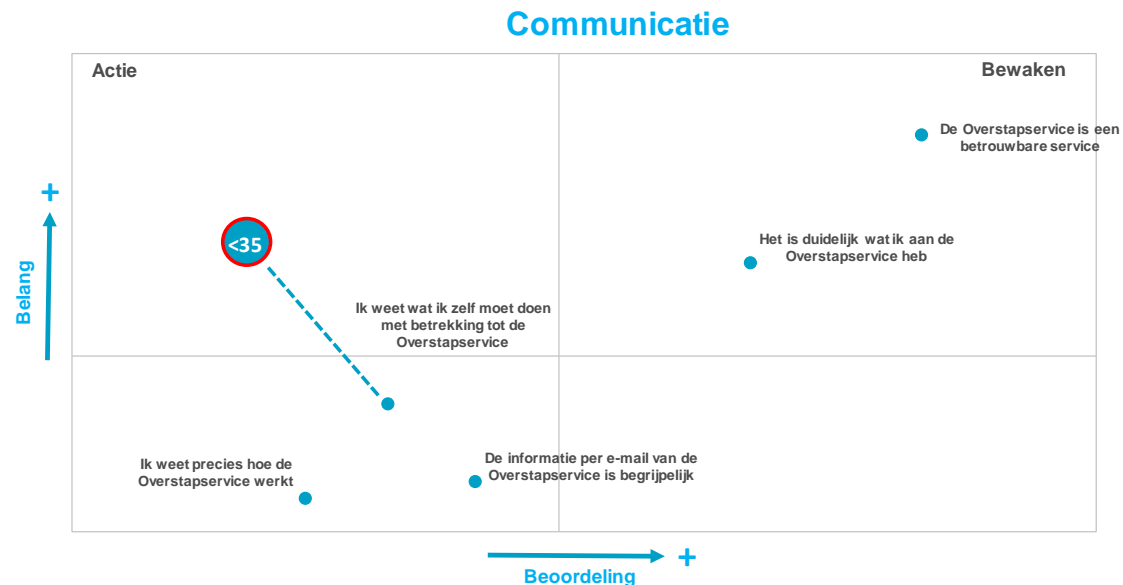 Communicatie
Actie
Bewaken
De Overstapservice is een
betrouwbare service
+
<35
Het is duidelijk wat ik aan de
Overstapservice heb
Belang
Ik weet wat ik zelf moet doen
met betrekking tot de
Overstapservice
Ik weet precies hoe de
Overstapservice werkt
De informatie per e-mail van de
Overstapservice is begrijpelijk
+
Beoordeling